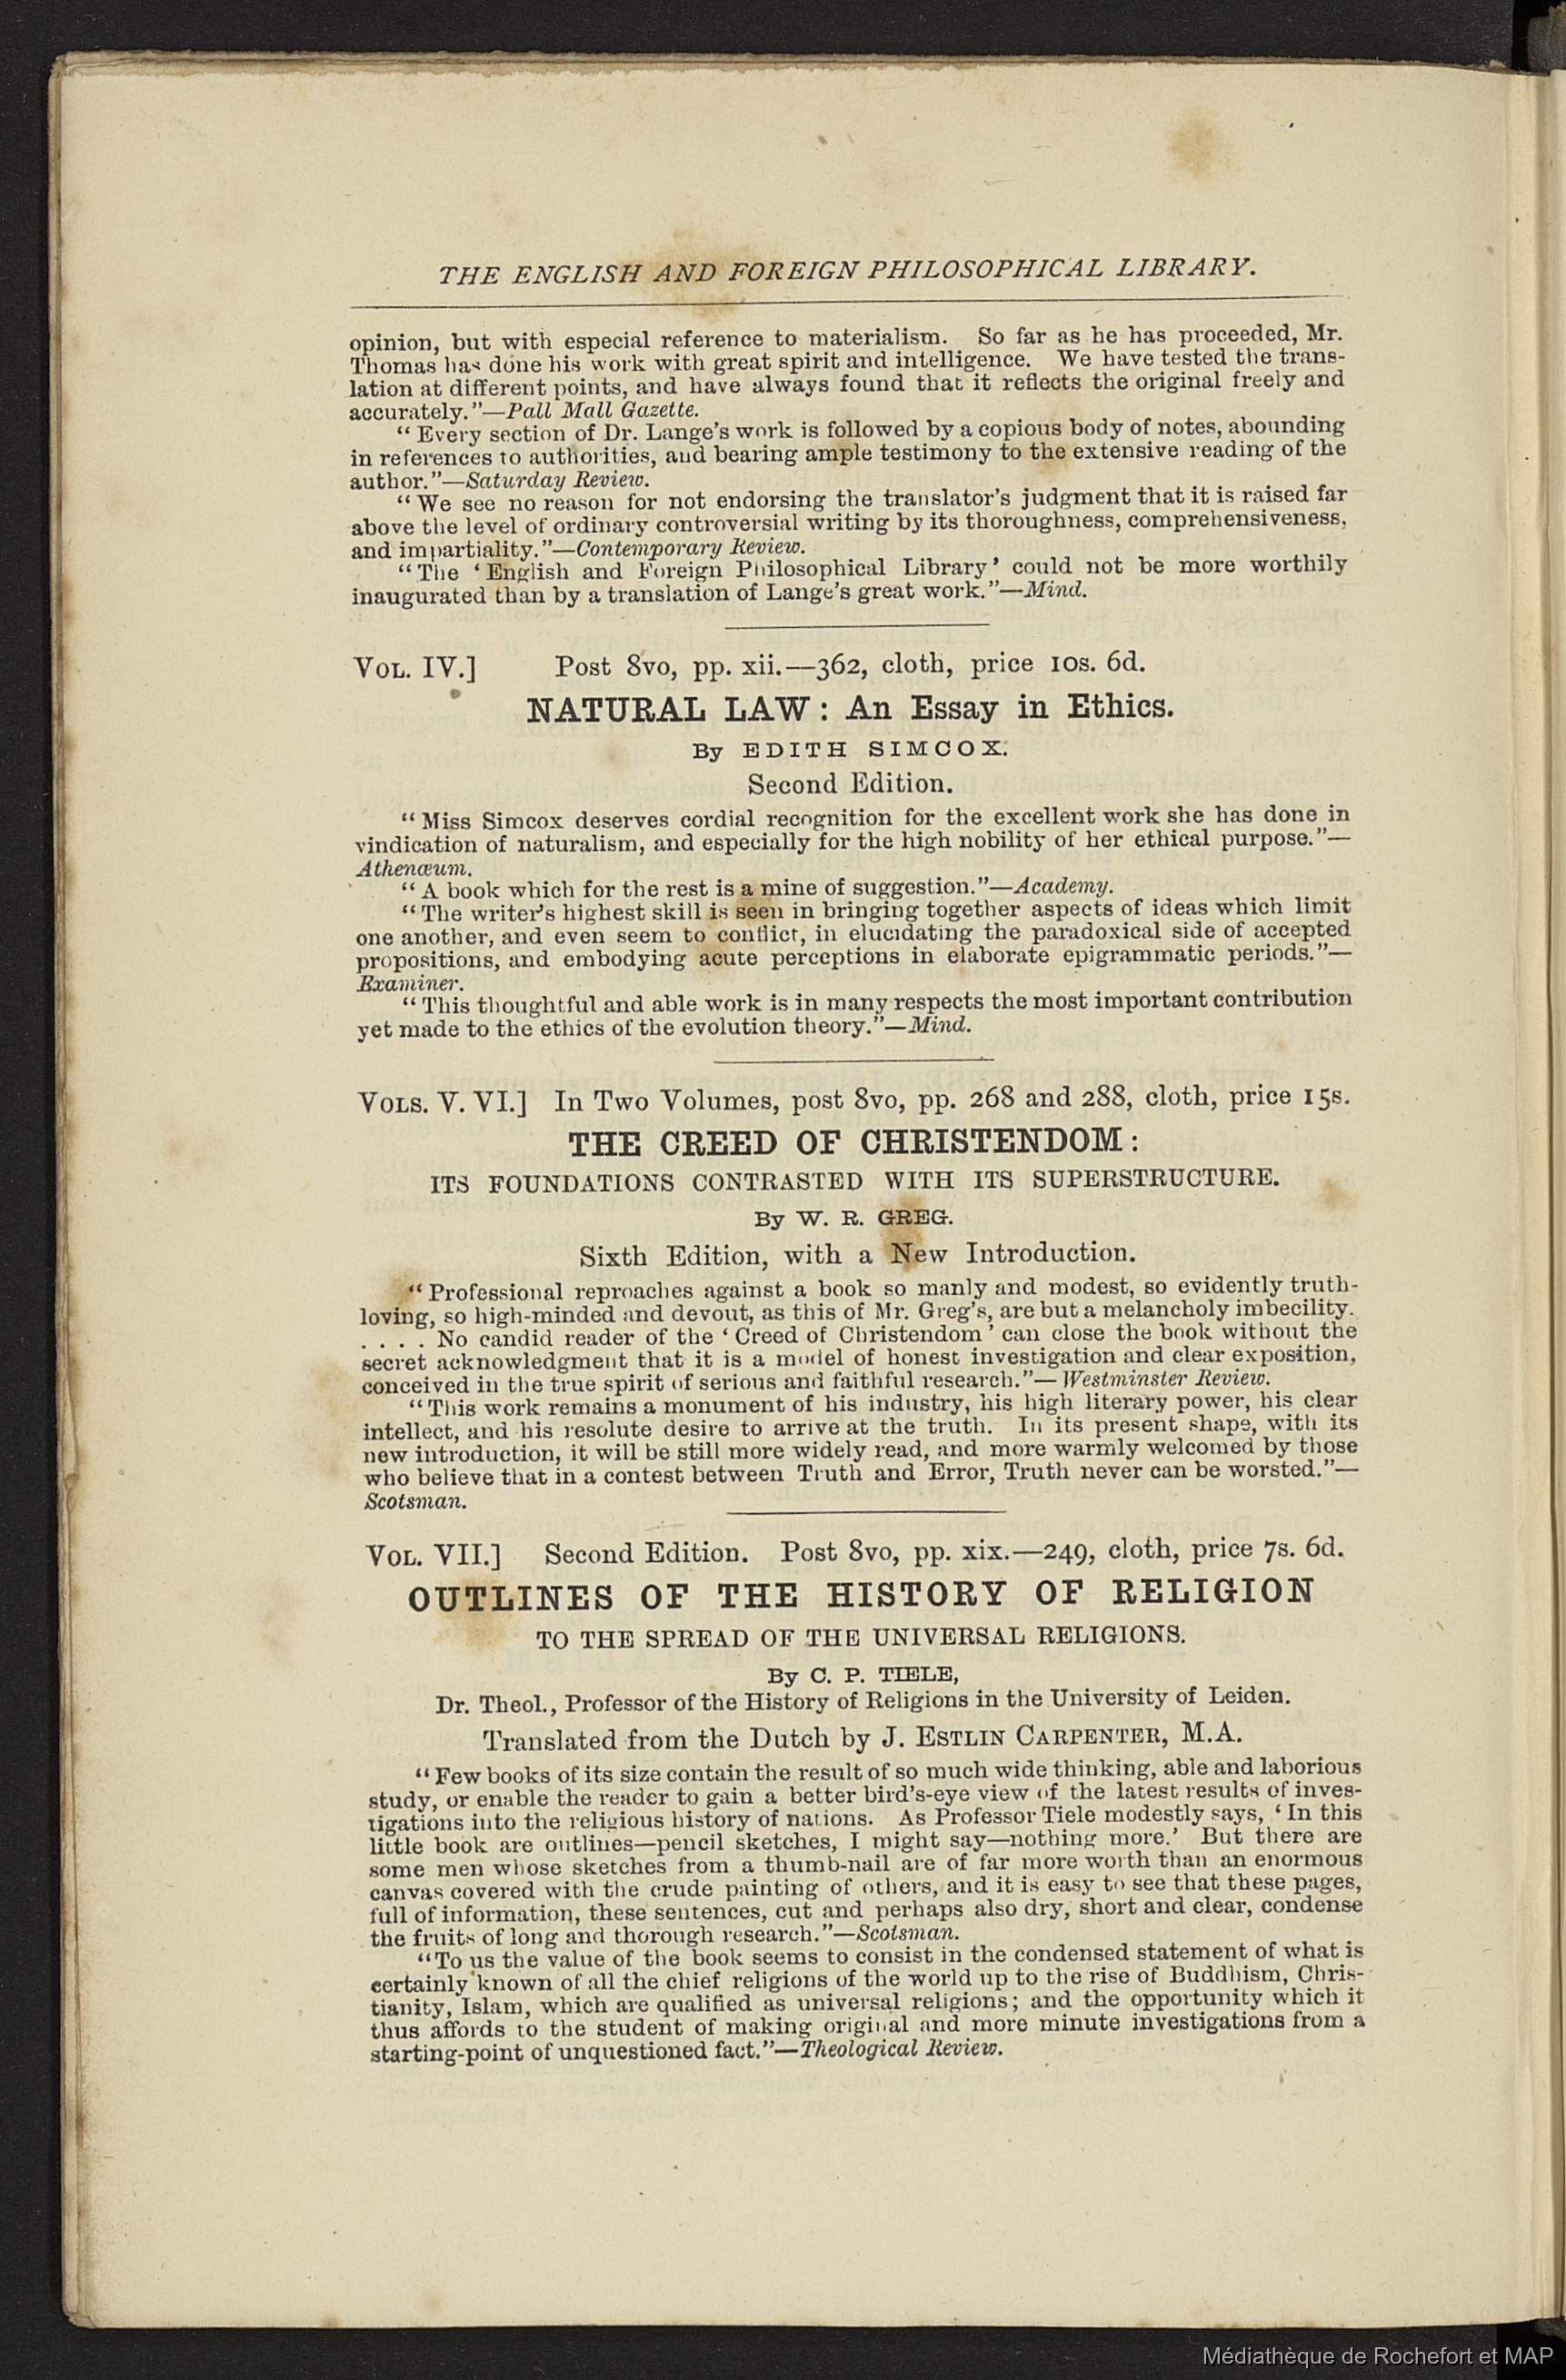 THE ENGLISH AND FOREIGN PHILOSOPHICAL LIBRARY.
opinion, but with especial reference to materialism. So far as he has proceeded, Mr.
Thomas has done his work with great spirit and intelligence. We have tested the trans-
lation at different points, and have always found that it reflects the original freely and
accurately."—Pall Mall Gazette.
"Every section of Dr. Lange's work is followed by a copious body of notes, abounding
in references to authorities, and bearing ample testimony to the extensive reading of the
author."—Saturday Review.
"We see no reason for not endorsing the translator's judgment that it is raised far
above the level of ordinary controversial writing by its thoroughness, comprehensiveness,
and impartiality."—Contemporary Review.
"The 'English and Foreign Philosophical Library' could not be more worthily
inaugurated than by a translation of Lange's great work."—Mind.
VOL. IV.] Post 8vo, pp. xii.—362, cloth, price 10s. 6d.
NATURAL LAW: An Essay in Ethics.
By EDITH SIMCOX.
Second Edition.
"Miss Simcox deserves cordial recognition for the excellent work she has done in
vindication of naturalism, and especially for the high nobility of her ethical purpose."—
Athenæum.
"A book which for the rest is a mine of suggestion."—Academy.
"The writer's highest skill is seen in bringing together aspects of ideas which limit
one another, and even seem to conflict, in elucidating the paradoxical side of accepted
propositions, and embodying acute perceptions in elaborate epigrammatic periods."—
Examiner.
"This thoughtful and able work is in many respects the most important contribution
yet made to the ethics of the evolution theory."—Mind.
VOLS. V. VI.] In Two Volumes, post 8vo, pp. 268 and 288, cloth, price 15s.
THE CREED OF CHRISTENDOM:
ITS FOUNDATIONS CONTRASTED WITH ITS SUPERSTRUCTURE.
By W. R. GREG.
Sixth Edition, with a New Introduction.
"Professional reproaches against a book so manly and modest, so evidently truth-
loving, so high-minded and devout, as this of Mr. Greg's, are but a melancholy imbecility.
. . . . No candid reader of the 'Creed of Christendom' can close the book without the
secret acknowledgment that it is a model of honest investigation and clear exposition,
conceived in the true spirit of serious and faithful research."—Westminster Review.
"This work remains a monument of his industry, his high literary power, his clear
intellect, and his resolute desire to arrive at the truth. In its present shape, with its
new introduction, it will be still more widely read, and more warmly welcomed by those
who believe that in a contest between Truth and Error, Truth never can be worsted."—
Scotsman.
VOL. VII.] Second Edition. Post 8vo, pp. xix.—249, cloth, price 7s. 6d.
OUTLINES OF THE HISTORY OF RELIGION
TO THE SPREAD OF THE UNIVERSAL RELIGIONS.
By C. P. TIELE,
Dr. Theol., Professor of the History of Religions in the University of Leiden.
Translated from the Dutch by J. ESTLIN CARPENTER, M.A.
"Few books of its size contain the result of so much wide thinking, able and laborious
study, or enable the reader to gain a better bird's-eye view of the latest results of inves-
tigations into the religious history of nations. As Professor Tiele modestly says, 'In this
little book are outlines—pencil sketches, I might say—nothing more.' But there are
some men whose sketches from a thumb-nail are of far more worth than an enormous
canvas covered with the crude painting of others, and it is easy to see that these pages,
full of information, these sentences, cut and perhaps also dry, short and clear, condense
the fruits of long and thorough research."—Scotsman.
"To us the value of the book seems to consist in the condensed statement of what is
certainly known of all the chief religions of the world up to the rise of Buddhism, Chris-
tianity, Islam, which are qualified as universal religions; and the opportunity which it
thus affords to the student of making original and more minute investigations from a
starting-point of unquestioned fact."—Theological Review.
Médiathèque de Rochefort et MAP